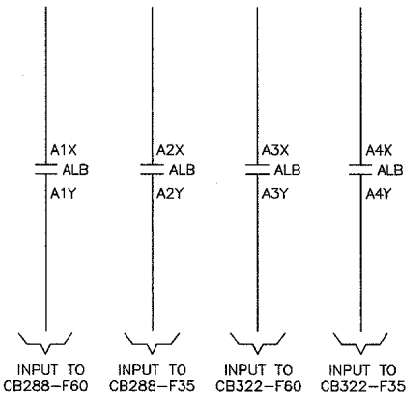 A1X A2X A3X A4X
ALB ALB ALB ALB
A1Y A2Y A3Y A4Y
INPUT TO INPUT TO INPUT TO INPUT TO
CB288-F60 CB288-F35 CB322-F60 CB322-F35